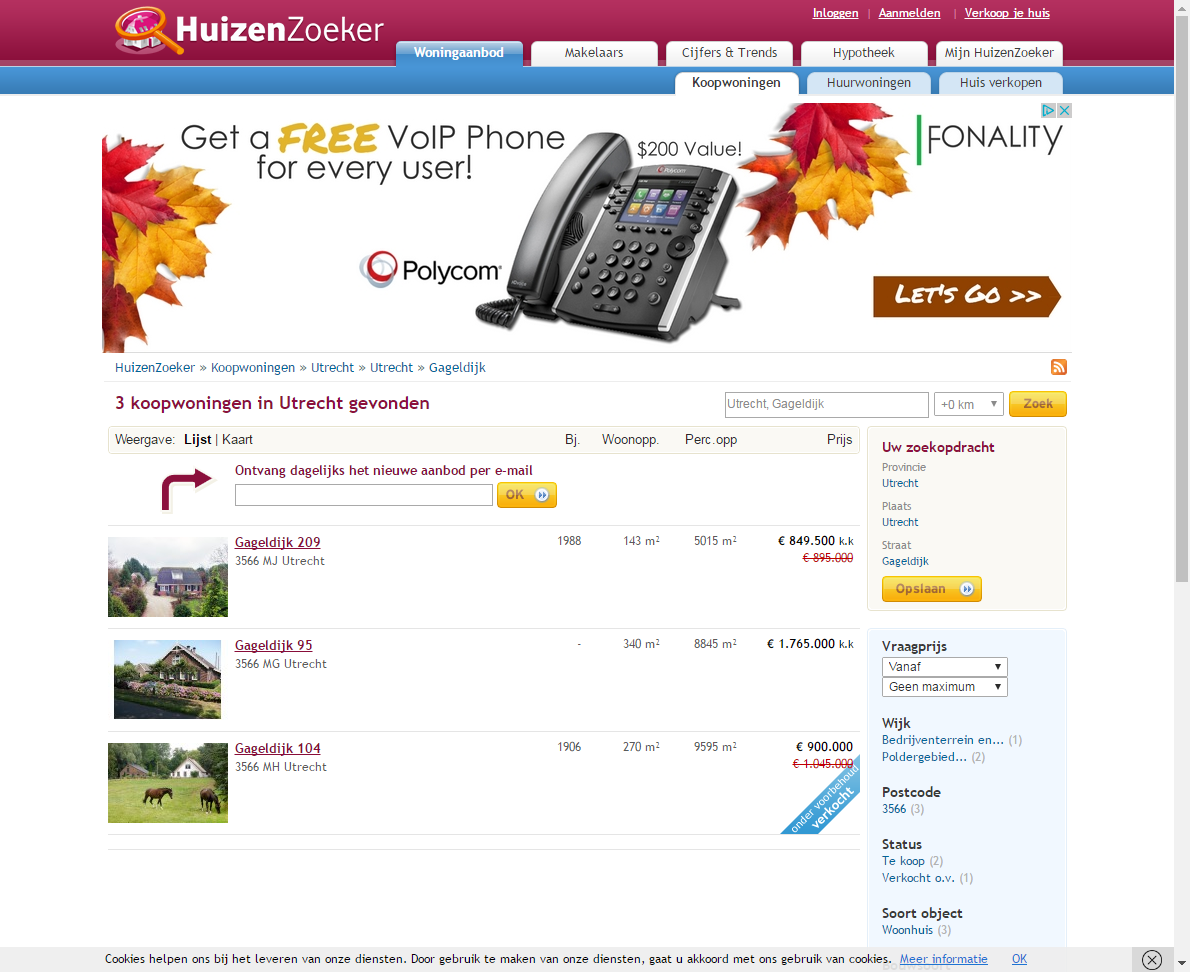 Inloggen | Aanmelden | Verkoop je huis
HuizenZoeker
Woningaanbod Makelaars Cijfers & Trends Hypotheek Mijn HuizenZoeker
Koopwoningen Huurwoningen Huis verkopen
Get a FREE VoIP Phone
for every user!
$200 Value!
FONALITY
Polycom
Polycom
LET'S GO >>
HuizenZoeker » Koopwoningen » Utrecht » Utrecht » Gageldijk
3 koopwoningen in Utrecht gevonden
Utrecht, Gageldijk +0 km Zoek
Weergave: Lijst | Kaart Bj. Woonopp. Perc.opp Prijs
Ontvang dagelijks het nieuwe aanbod per e-mail
OK
Gageldijk 209 1988 143 m² 5015 m² € 849.500 k.k
3566 MJ Utrecht € 895.000
Gageldijk 95 - 340 m² 8845 m² € 1.765.000 k.k
3566 MG Utrecht
Gageldijk 104 1906 270 m² 9595 m² € 900.000
3566 MH Utrecht € 1.045.000
onder voorbehoud
verkocht
Uw zoekopdracht
Provincie
Utrecht
Plaats
Utrecht
Straat
Gageldijk
Opslaan
Vraagprijs
Vanaf
Geen maximum
Wijk
Bedrijventerrein en... (1)
Poldergebied... (2)
Postcode
3566 (3)
Status
Te koop (2)
Verkocht o.v. (1)
Soort object
Woonhuis (3)
Cookies helpen ons bij het leveren van onze diensten. Door gebruik te maken van onze diensten, gaat u akkoord met ons gebruik van cookies. Meer informatie OK